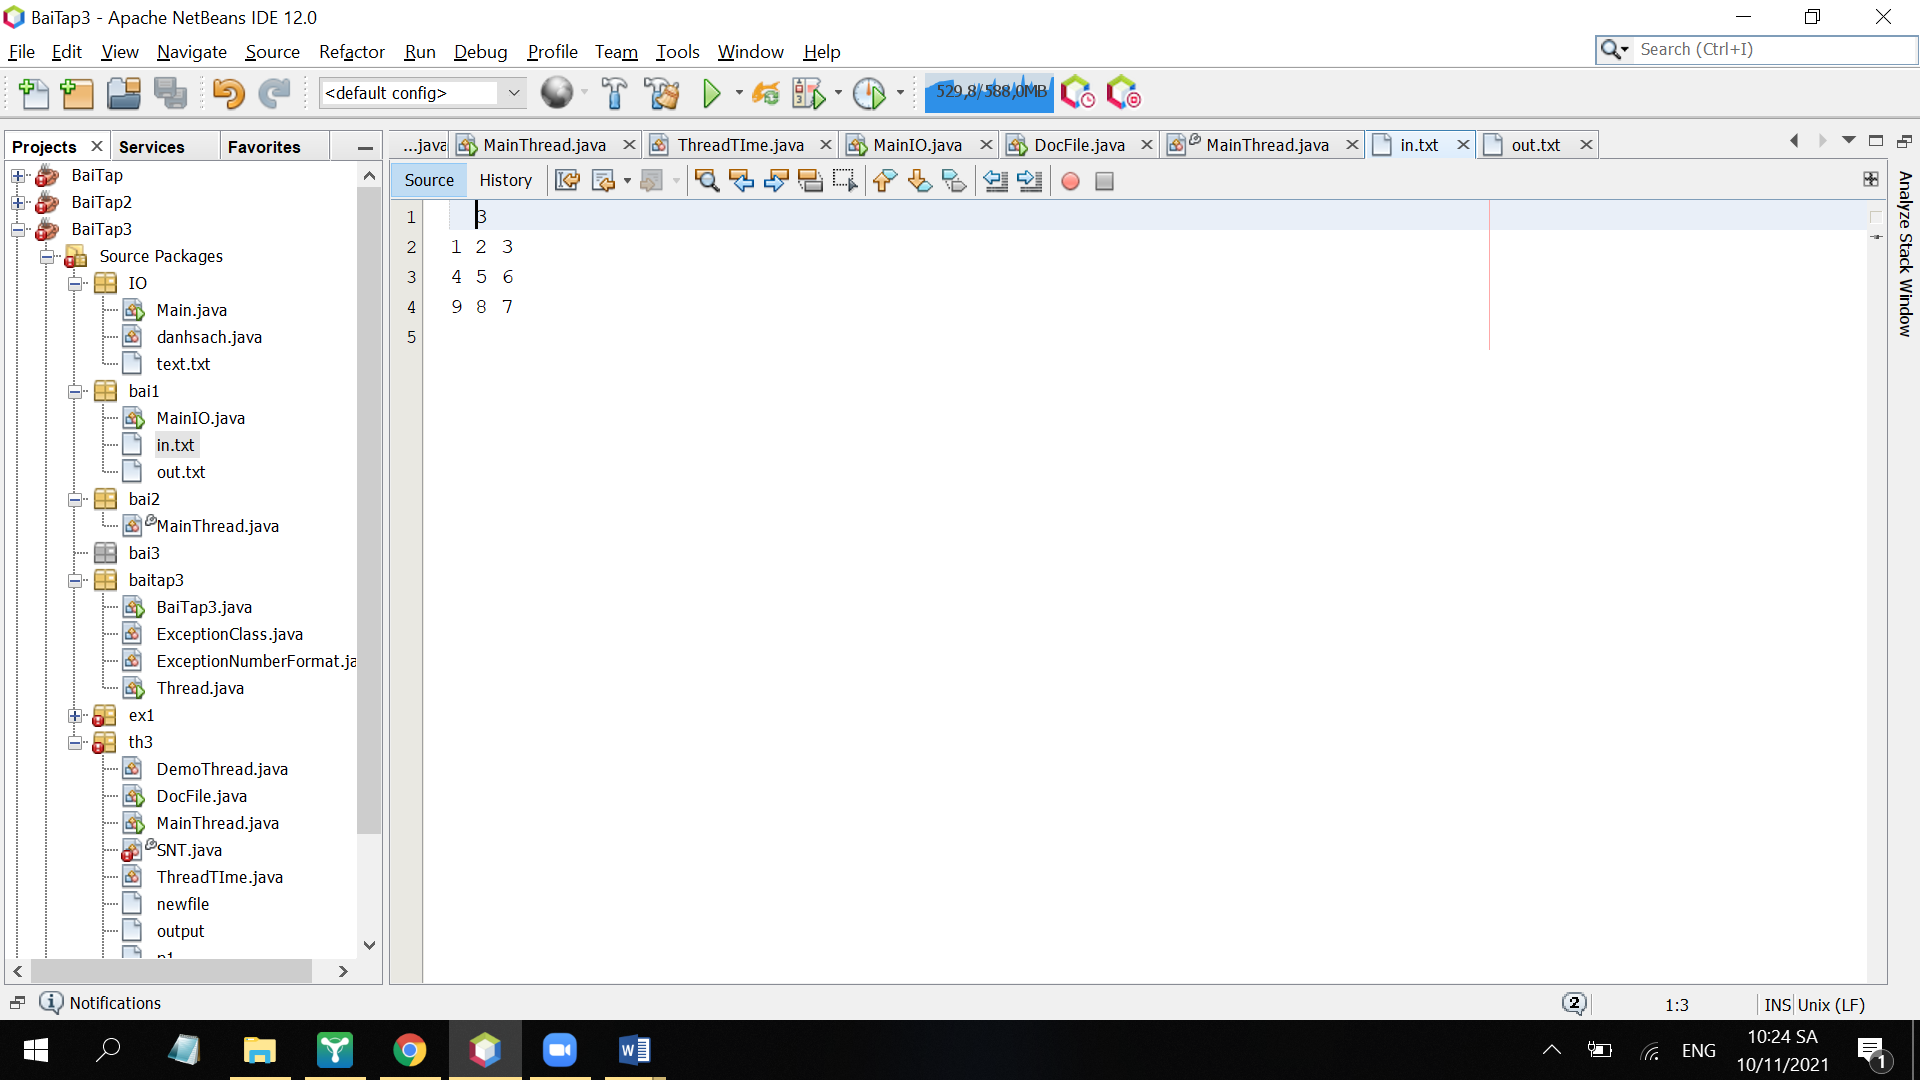 BaiTap3 - Apache NetBeans IDE 12.0
File Edit View Navigate Source Refactor Run Debug Profile Team Tools Window Help
Search (Ctrl+I)
<default config>
529,8/588,0MB
Projects Services Favorites
...java MainThread.java ThreadTIme.java MainIO.java DocFile.java MainThread.java in.txt out.txt
Source History
BaiTap
BaiTap2
BaiTap3
Source Packages
IO
Main.java
danhsach.java
text.txt
bai1
MainIO.java
in.txt
out.txt
bai2
MainThread.java
bai3
baitap3
BaiTap3.java
ExceptionClass.java
ExceptionNumberFormat.ja
Thread.java
ex1
th3
DemoThread.java
DocFile.java
MainThread.java
SNT.java
ThreadTIme.java
newfile
output
1 3
2 1 2 3
3 4 5 6
4 9 8 7
5
Analyze Stack Window
Notifications
2
1:3
INS Unix (LF)
ENG
10:24 SA
10/11/2021
1